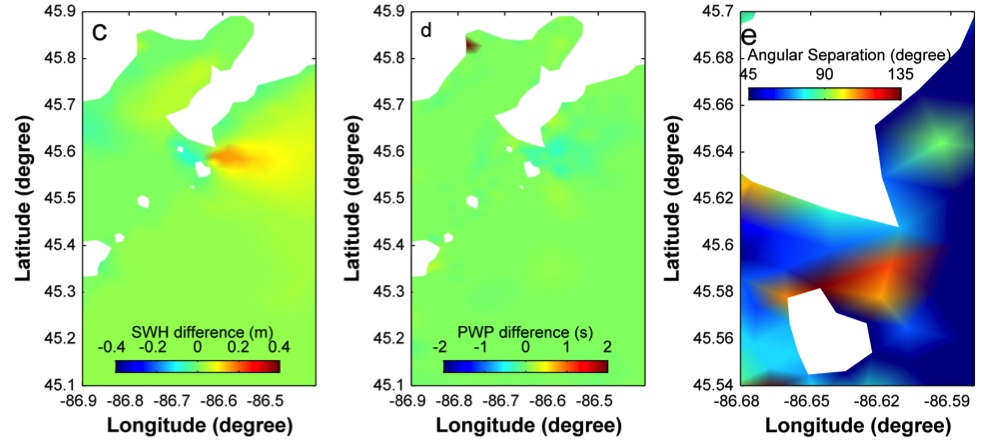 c
45.9
45.8
45.7
45.6
45.5
45.4
45.3
45.2
45.1
Latitude (degree)
SWH difference (m)
-0.4 -0.2 0 0.2 0.4
-86.9 -86.8 -86.7 -86.6 -86.5
Longitude (degree)
d
45.9
45.8
45.7
45.6
45.5
45.4
45.3
45.2
45.1
Latitude (degree)
PWP difference (s)
-2 -1 0 1 2
-86.9 -86.8 -86.7 -86.6 -86.5
Longitude (degree)
e
45.7
45.68
45.66
45.64
45.62
45.6
45.58
45.56
45.54
Latitude (degree)
Angular Separation (degree)
45 90 135
-86.68 -86.65 -86.62 -86.59
Longitude (degree)